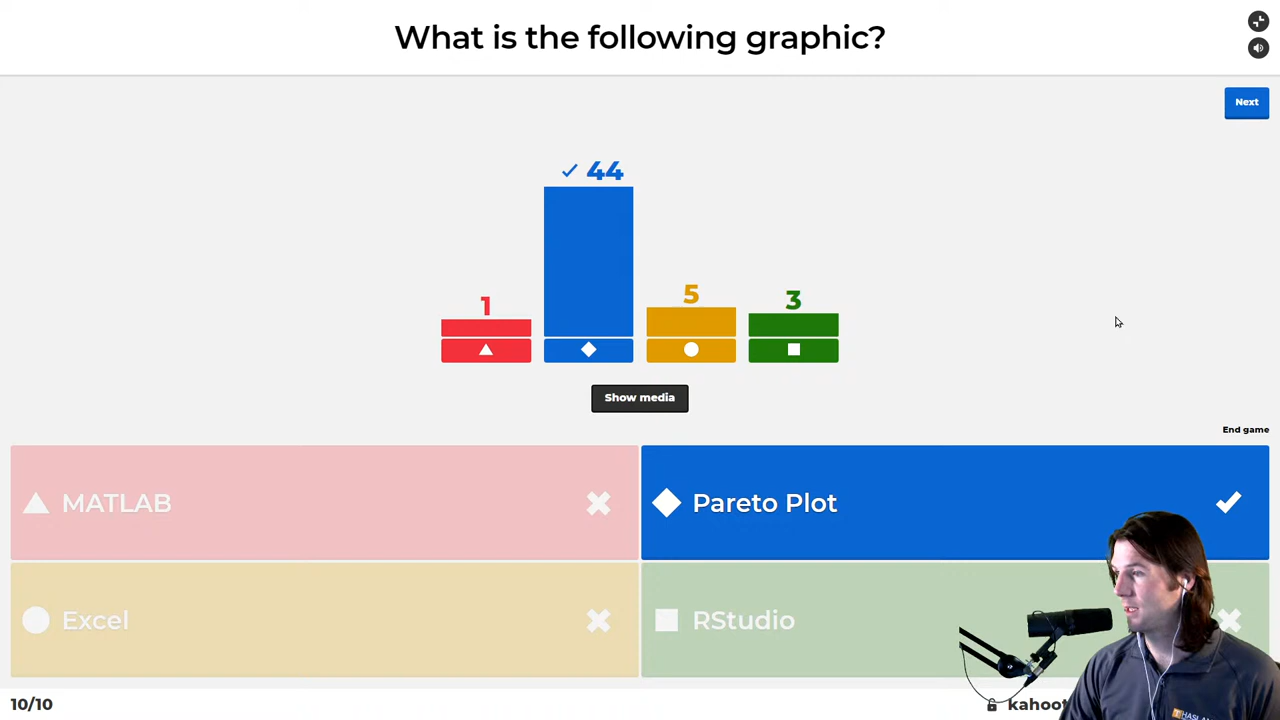 What is the following graphic?
Next
44
1
5
3
Show media
End game
MATLAB
Pareto Plot
Excel
RStudio
10/10
kahoot
HASLA